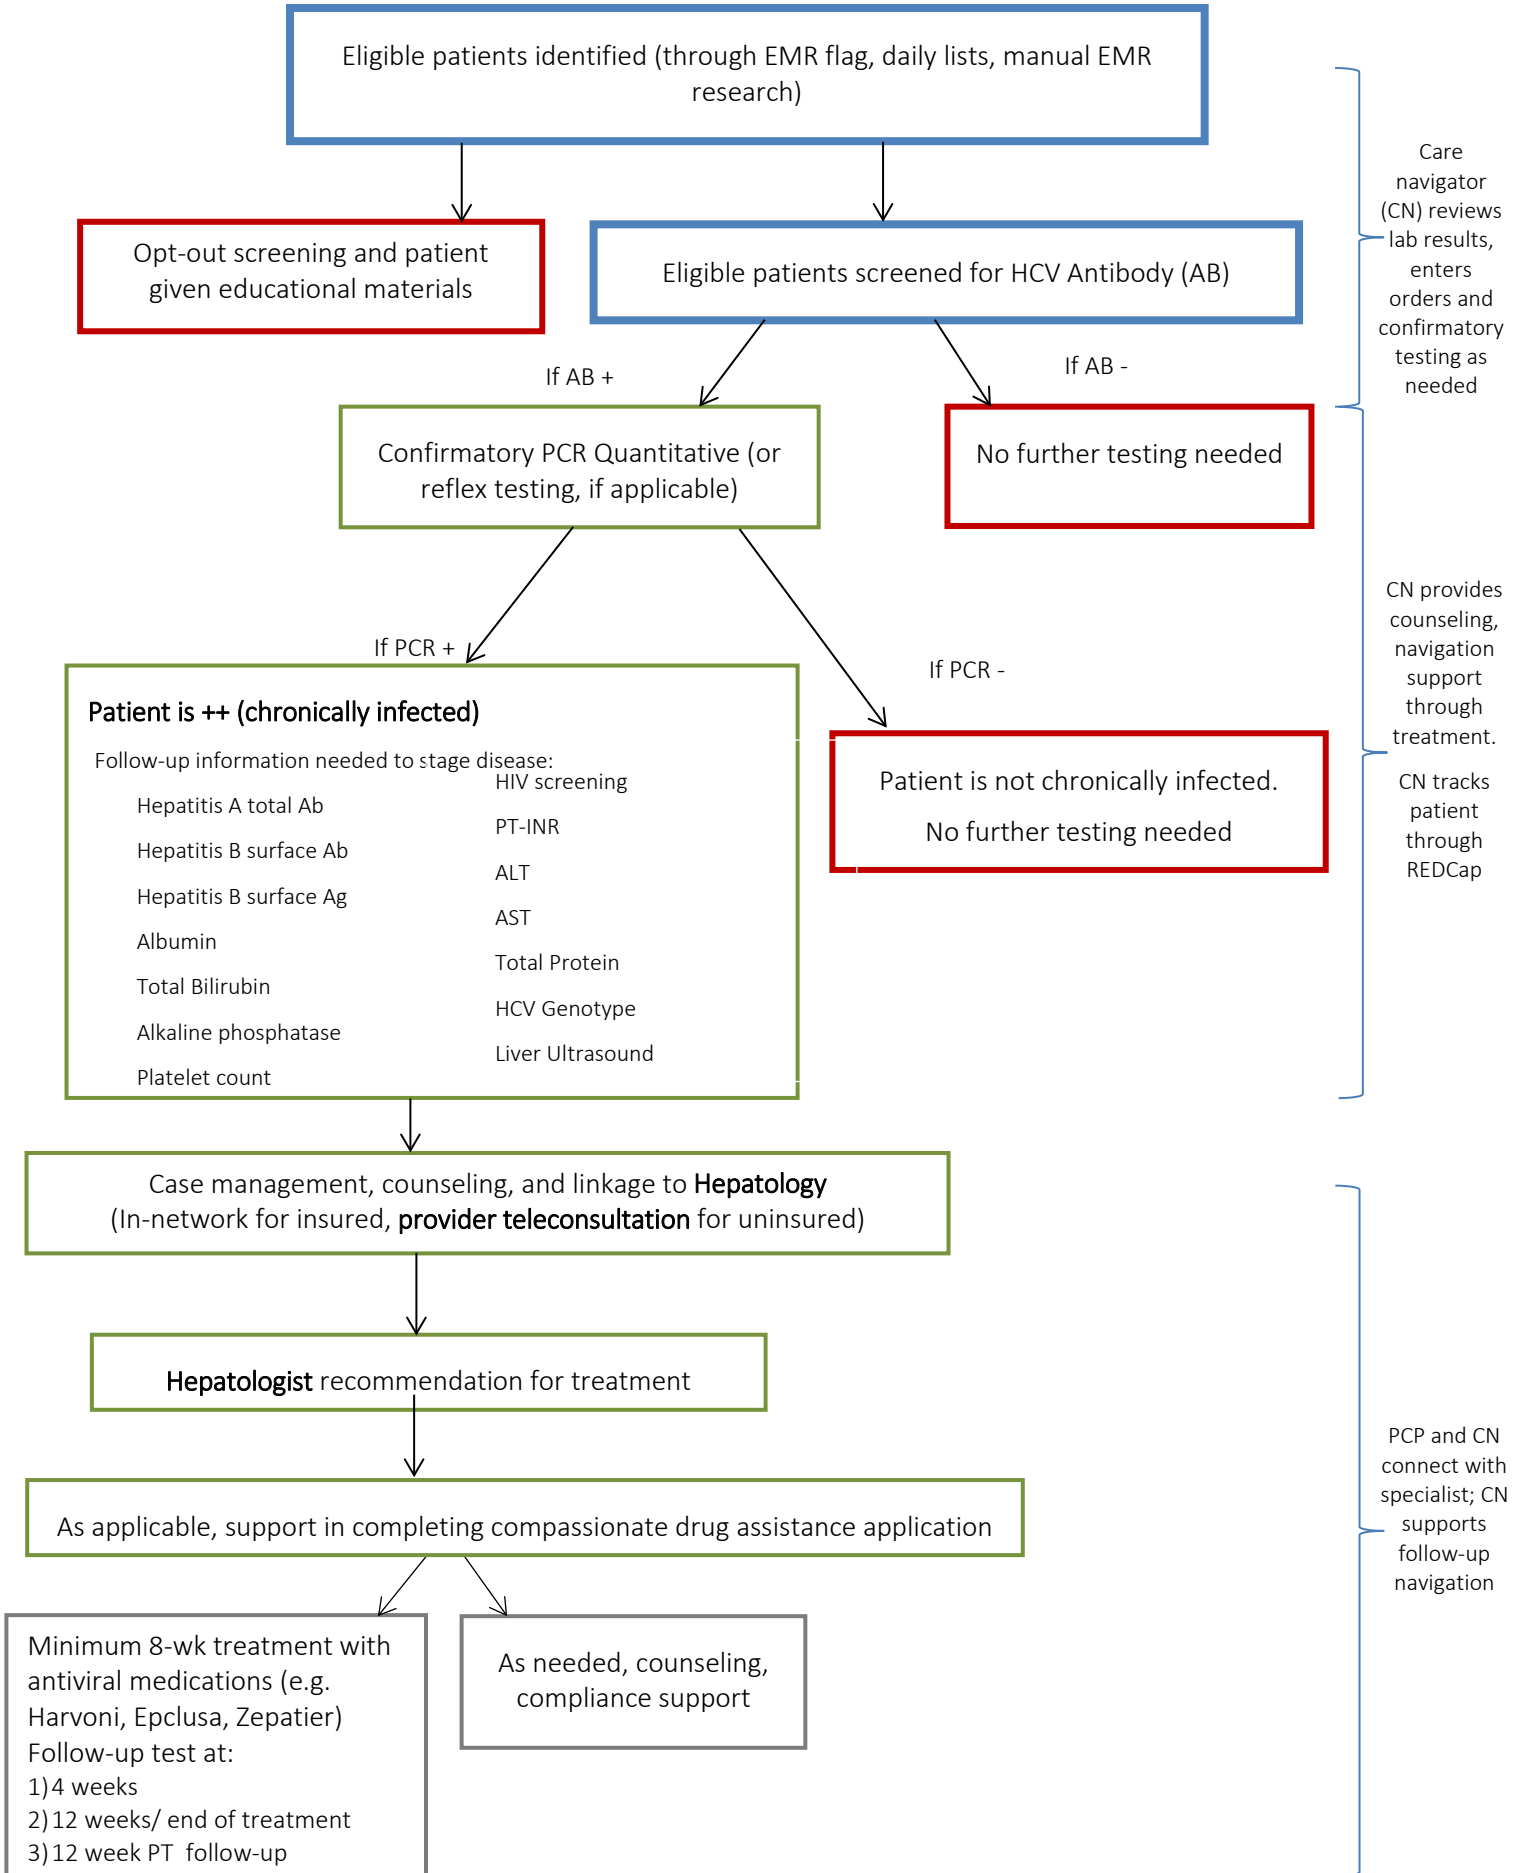 Eligible patients identified (through EMR flag, daily lists, manual EMR
research)
Care
navigator
(CN) reviews
lab results,
enters
orders and
confirmatory
testing as
needed
Opt-out screening and patient
given educational materials
Eligible patients screened for HCV Antibody (AB)
If AB +
If AB -
Confirmatory PCR Quantitative (or
reflex testing, if applicable)
No further testing needed
CN provides
counseling,
navigation
support
through
treatment.
CN tracks
patient
through
REDCap
If PCR +
If PCR -
Patient is ++ (chronically infected)
Follow-up information needed to stage disease:
Hepatitis A total Ab
Hepatitis B surface Ab
Hepatitis B surface Ag
Albumin
Total Bilirubin
Alkaline phosphatase
Platelet count
HIV screening
PT-INR
ALT
AST
Total Protein
HCV Genotype
Liver Ultrasound
Patient is not chronically infected.
No further testing needed
Case management, counseling, and linkage to Hepatology
(In-network for insured, provider teleconsultation for uninsured)
Hepatologist recommendation for treatment
PCP and CN
connect with
specialist; CN
supports
follow-up
navigation
As applicable, support in completing compassionate drug assistance application
Minimum 8-wk treatment with
antiviral medications (e.g.
Harvoni, Epclusa, Zepatier)
Follow-up test at:
1) 4 weeks
2) 12 weeks/ end of treatment
3) 12 week PT follow-up
As needed, counseling,
compliance support